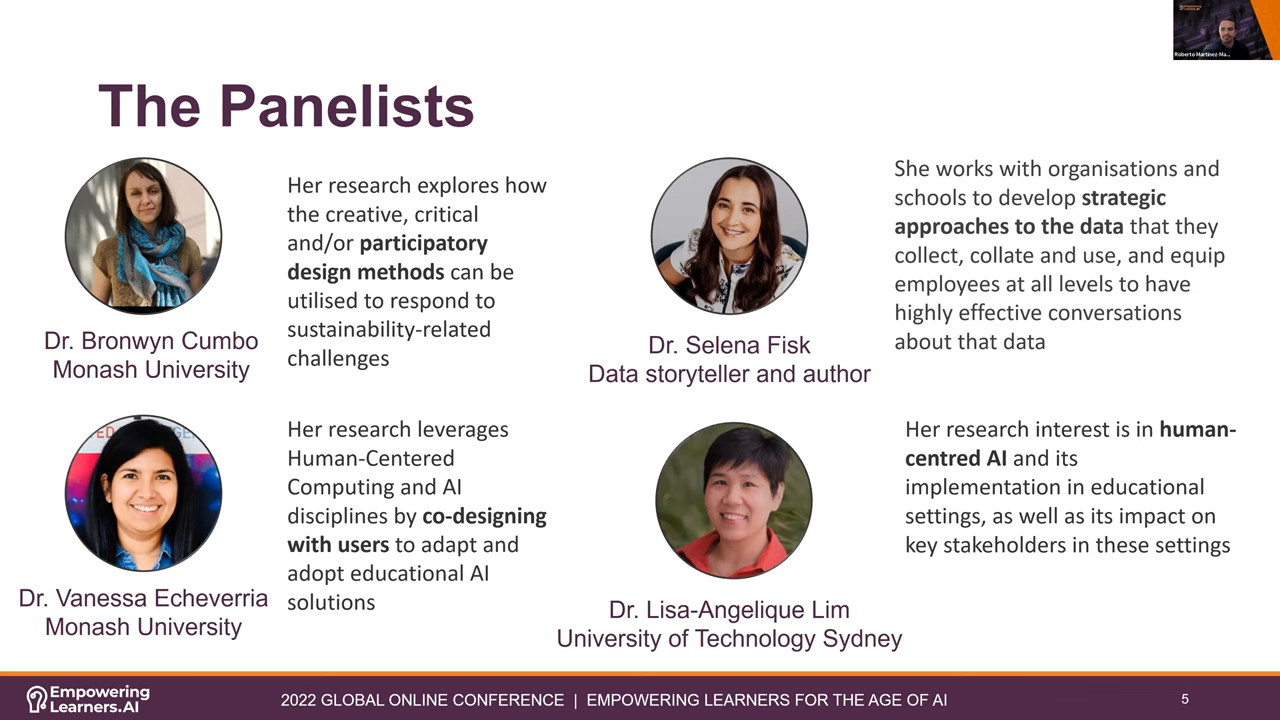 Empowering
Learners.AI
Roberto Martinez-Ma...
The Panelists
Her research explores how
the creative, critical
and/or participatory
design methods can be
utilised to respond to
sustainability-related
challenges
Dr. Bronwyn Cumbo
Monash University
She works with organisations and
schools to develop strategic
approaches to the data that they
collect, collate and use, and equip
employees at all levels to have
highly effective conversations
about that data
Dr. Selena Fisk
Data storyteller and author
Her research leverages
Human-Centered
Computing and AI
disciplines by co-designing
with users to adapt and
adopt educational AI
solutions
Dr. Vanessa Echeverria
Monash University
Her research interest is in human-
centred AI and its
implementation in educational
settings, as well as its impact on
key stakeholders in these settings
Dr. Lisa-Angelique Lim
University of Technology Sydney
Empowering
Learners.AI
2022 GLOBAL ONLINE CONFERENCE | EMPOWERING LEARNERS FOR THE AGE OF AI
5